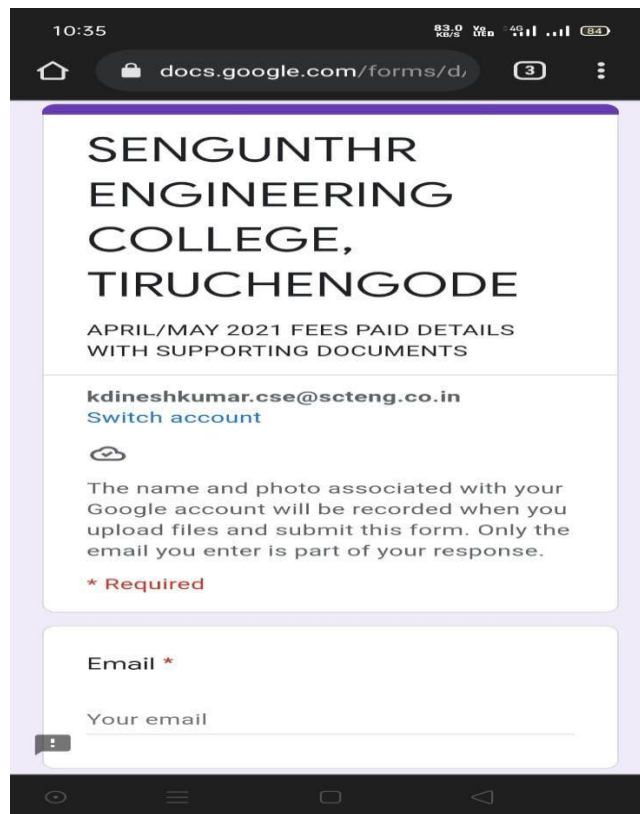 10:35
83.0 KB/S Vo LTED 4G 84
docs.google.com/forms/d/
3
SENGUNTHR
ENGINEERING
COLLEGE,
TIRUCHENGODE
APRIL/MAY 2021 FEES PAID DETAILS
WITH SUPPORTING DOCUMENTS
kdineshkumar.cse@scteng.co.in
Switch account
The name and photo associated with your
Google account will be recorded when you
upload files and submit this form. Only the
email you enter is part of your response.
* Required
Email *
Your email